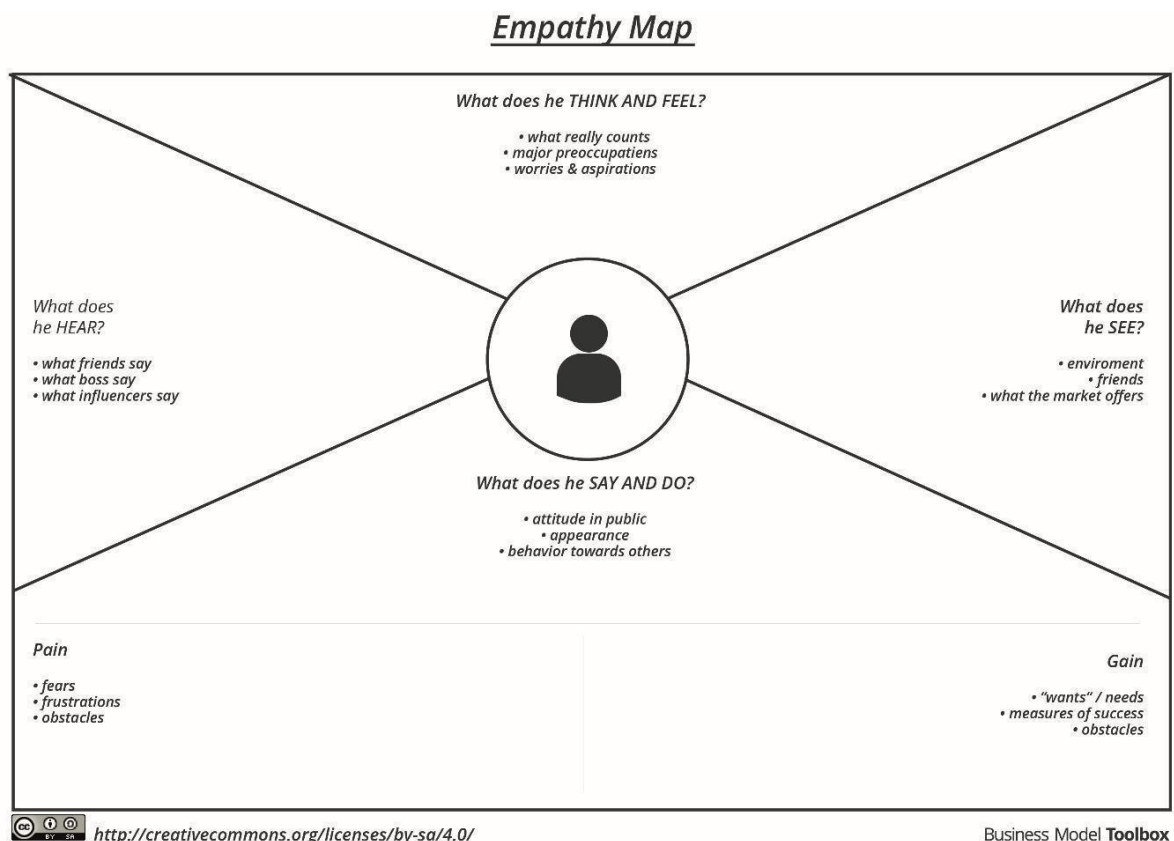 Empathy Map
What does he THINK AND FEEL?
• what really counts
• major preoccupatiens
• worries & aspirations
What does
he HEAR?
• what friends say
• what boss say
• what influencers say
What does
he SEE?
• enviroment
• friends
• what the market offers
What does he SAY AND DO?
• attitude in public
• appearance
• behavior towards others
Pain
• fears
• frustrations
• obstacles
Gain
• “wants“ / needs
• measures of success
• obstacles
cc BY SA
http://creativecommons.org/licenses/by-sa/4.0/
Business Model Toolbox